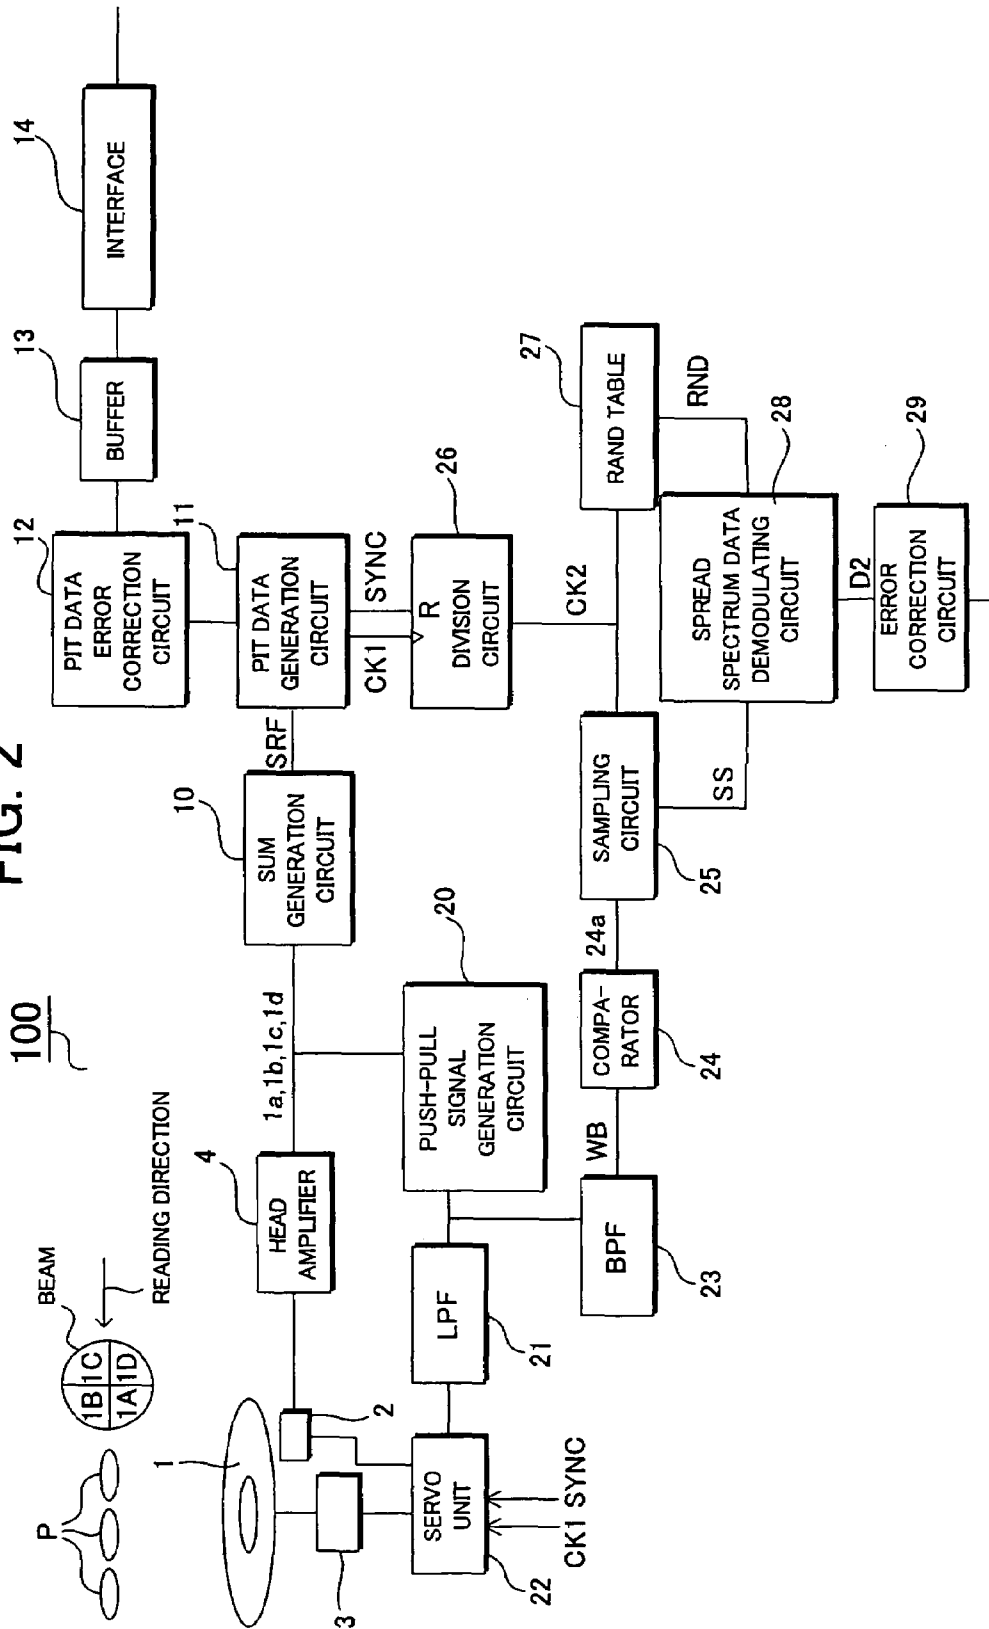 FIG. 2
100
P
BEAM
1B
1C
1A
1D
READING DIRECTION
1
2
3
4
HEAD
AMPLIFIER
1a,1b,1c,1d
10
SUM
GENERATION
CIRCUIT
SRF
11
PIT DATA
GENERATION
CIRCUIT
12
PIT DATA
ERROR
CORRECTION
CIRCUIT
13
BUFFER
14
INTERFACE
CK1
SYNC
R
DIVISION
CIRCUIT
26
SERVO
UNIT
22
CK1
SYNC
LPF
21
PUSH-PULL
SIGNAL
GENERATION
CIRCUIT
20
BPF
23
WB
COMPA-
RATOR
24
24a
SAMPLING
CIRCUIT
25
CK2
RAND TABLE
27
SS
RND
SPREAD
SPECTRUM DATA
DEMODULATING
CIRCUIT
28
D2
ERROR
CORRECTION
CIRCUIT
29